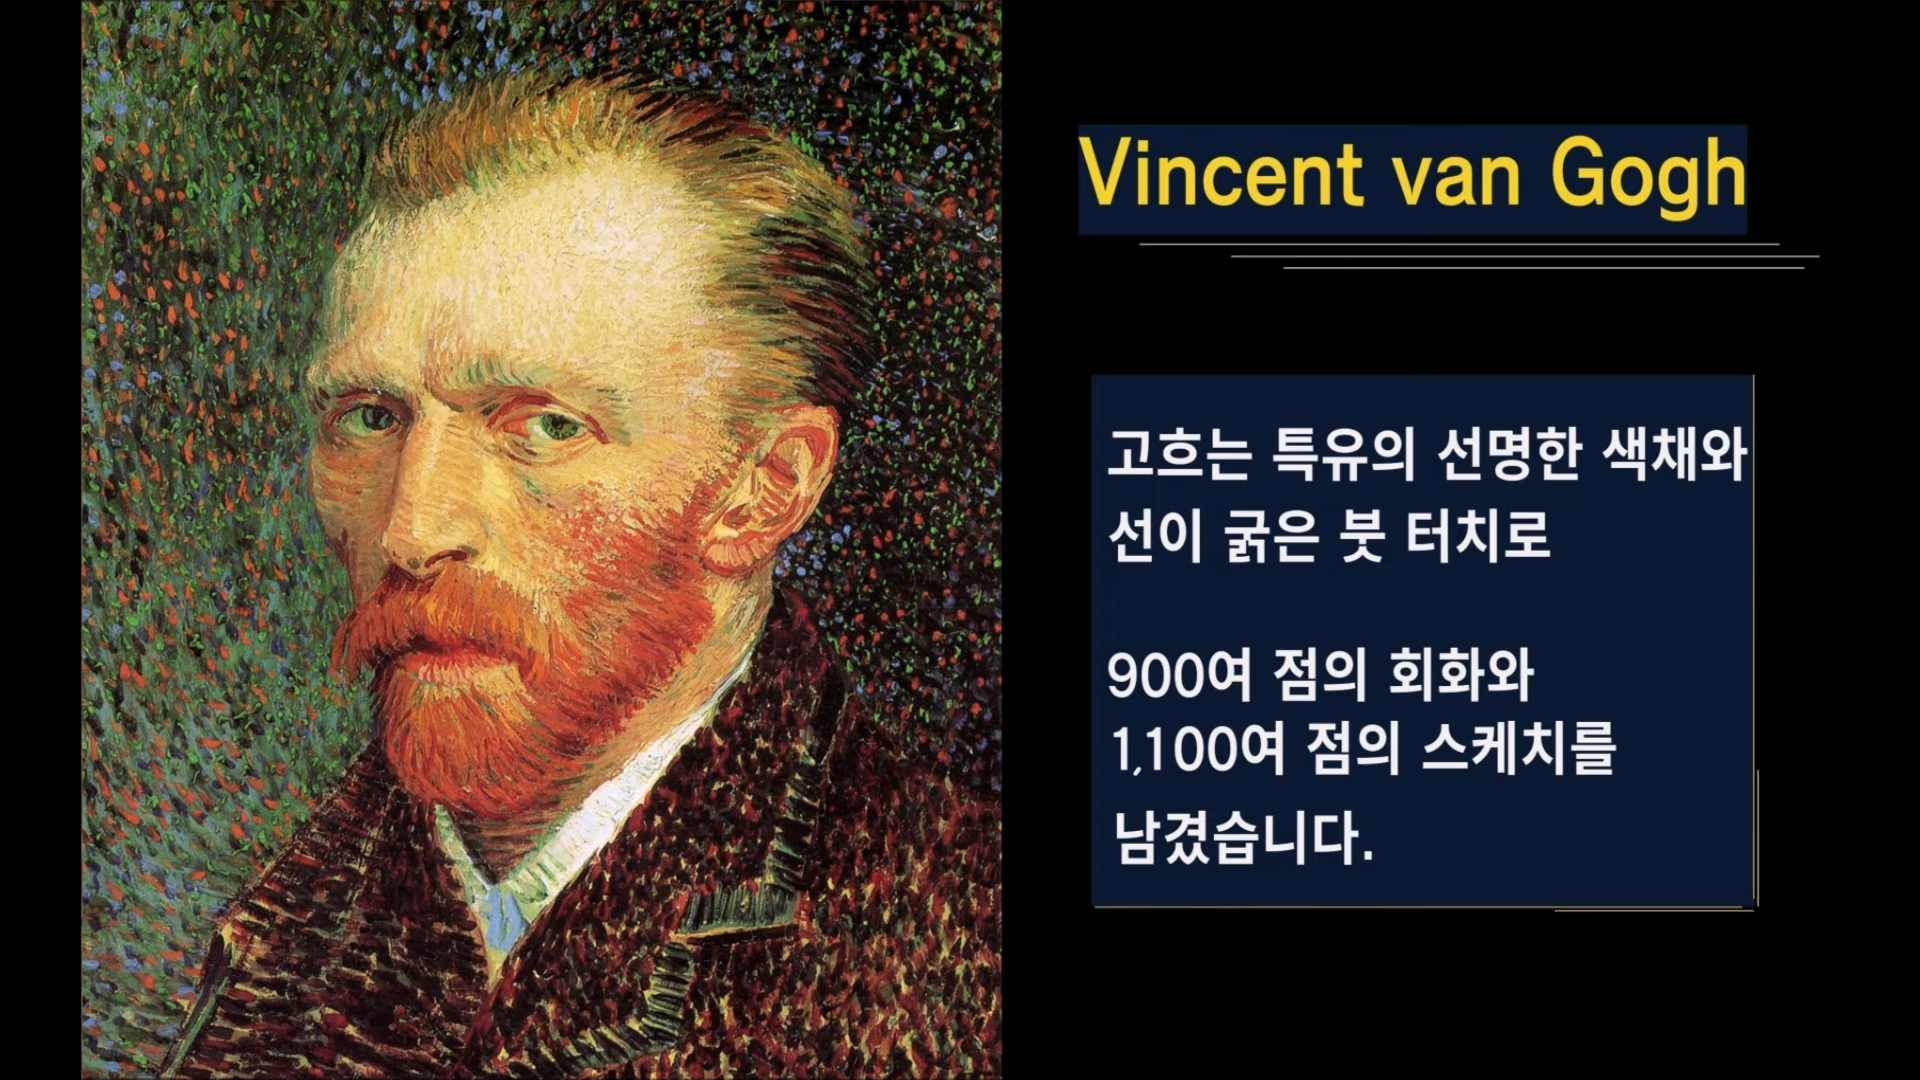 Vincent van Gogh
고흐는 특유의 선명한 색채와
선이 굵은 붓 터치로
900여 점의 회화와
1,100여 점의 스케치를
남겼습니다.